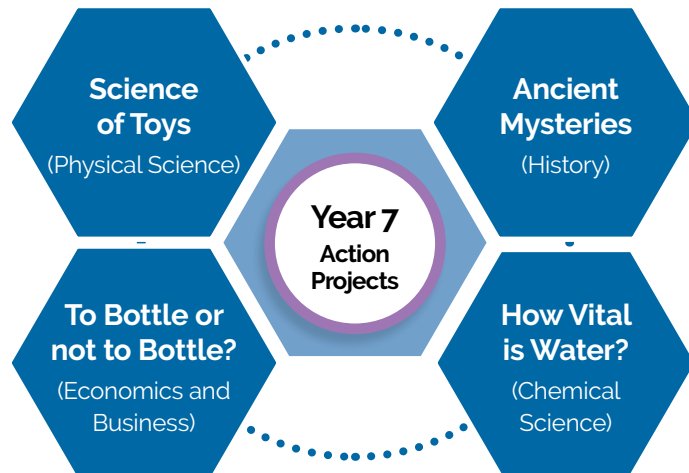 Science
of Toys
(Physical Science)
Ancient
Mysteries
(History)
Year 7
Action
Projects
To Bottle or
not to Bottle?
(Economics and
Business)
How Vital
is Water?
(Chemical
Science)